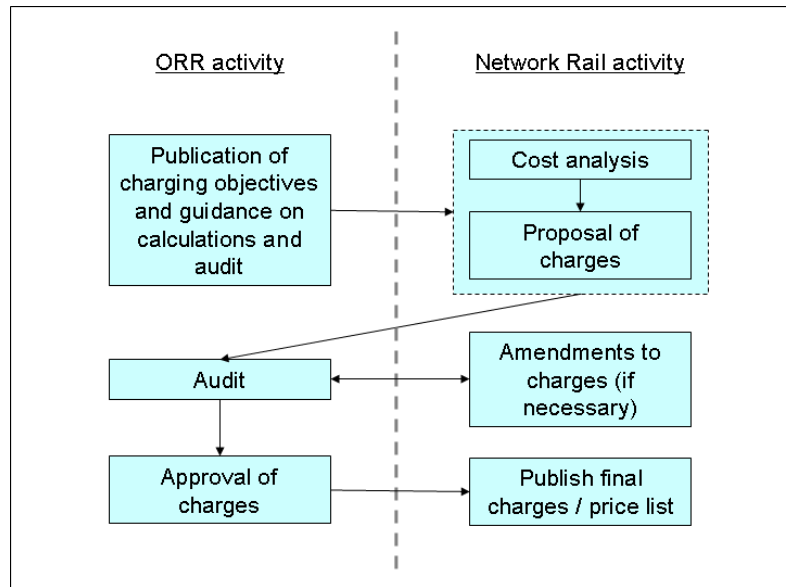 ORR activity
Network Rail activity
Publication of
charging objectives
and guidance on
calculations and
audit
Cost analysis
Proposal of
charges
Audit
Amendments to
charges (if
necessary)
Approval of
charges
Publish final
charges / price list